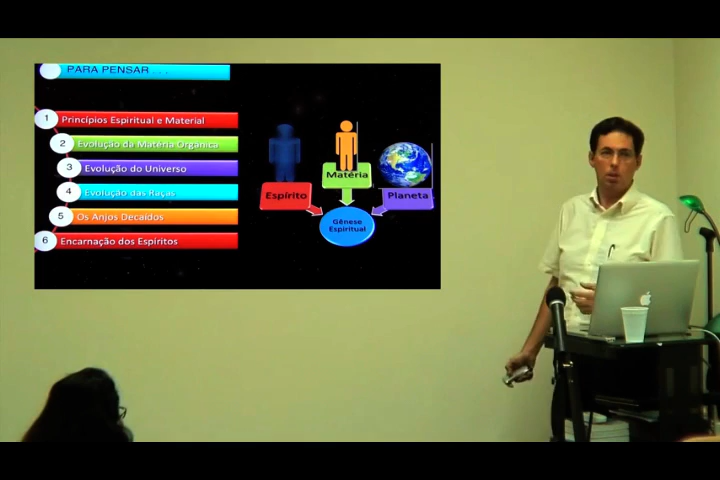 PARA PENSAR . . .
1 Princípios Espiritual e Material
2 Evolução da Matéria Orgânica
3 Evolução do Universo
4 Evolução das Raças
5 Os Anjos Decaídos
6 Encarnação dos Espíritos
Espírito
Matéria
Planeta
Gênese
Espiritual